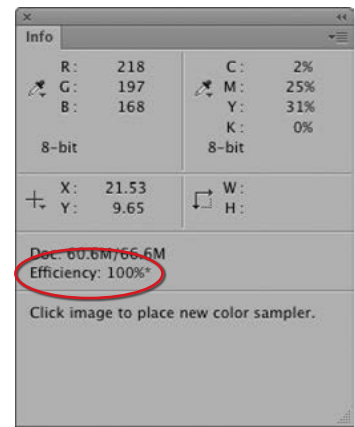 Info
R: 218 C: 2%
G: 197 M: 25%
B: 168 Y: 31%
K: 0%
8-bit 8-bit
X: 21.53 W:
Y: 9.65 H:
Doc: 60.6M/66.6M
Efficiency: 100%*
Click image to place new color sampler.